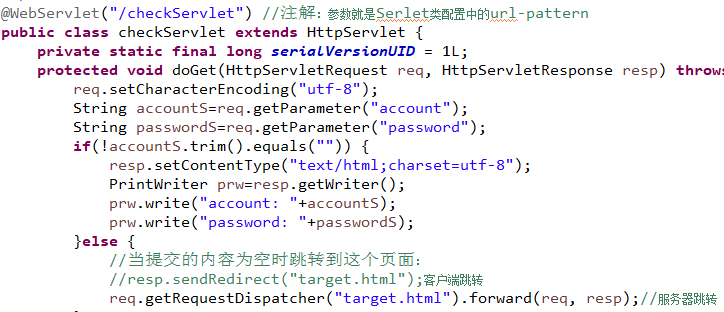 @WebServlet("/checkServlet") //注解：参数就是Serlet类配置中的url-pattern
public class checkServlet extends HttpServlet {
    private static final long serialVersionUID = 1L;
    protected void doGet(HttpServletRequest req, HttpServletResponse resp) throws
        req.setCharacterEncoding("utf-8");
        String accountS=req.getParameter("account");
        String passwordS=req.getParameter("password");
        if(!accountS.trim().equals("")) {
            resp.setContentType("text/html;charset=utf-8");
            PrintWriter prw=resp.getWriter();
            prw.write("account: "+accountS);
            prw.write("password: "+passwordS);
        }else {
            //当提交的内容为空时跳转到这个页面：
            //resp.sendRedirect("target.html");客户端跳转
            req.getRequestDispatcher("target.html").forward(req, resp);//服务器跳转